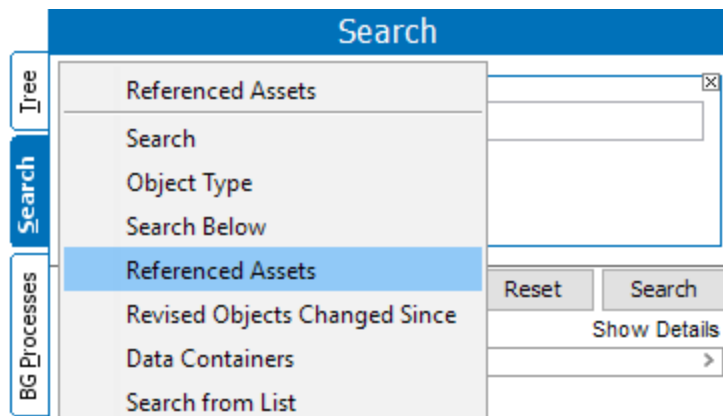 Search
Tree
Search
BG Processes
Referenced Assets
Search
Object Type
Search Below
Referenced Assets
Revised Objects Changed Since
Data Containers
Search from List
Reset
Search
Show Details